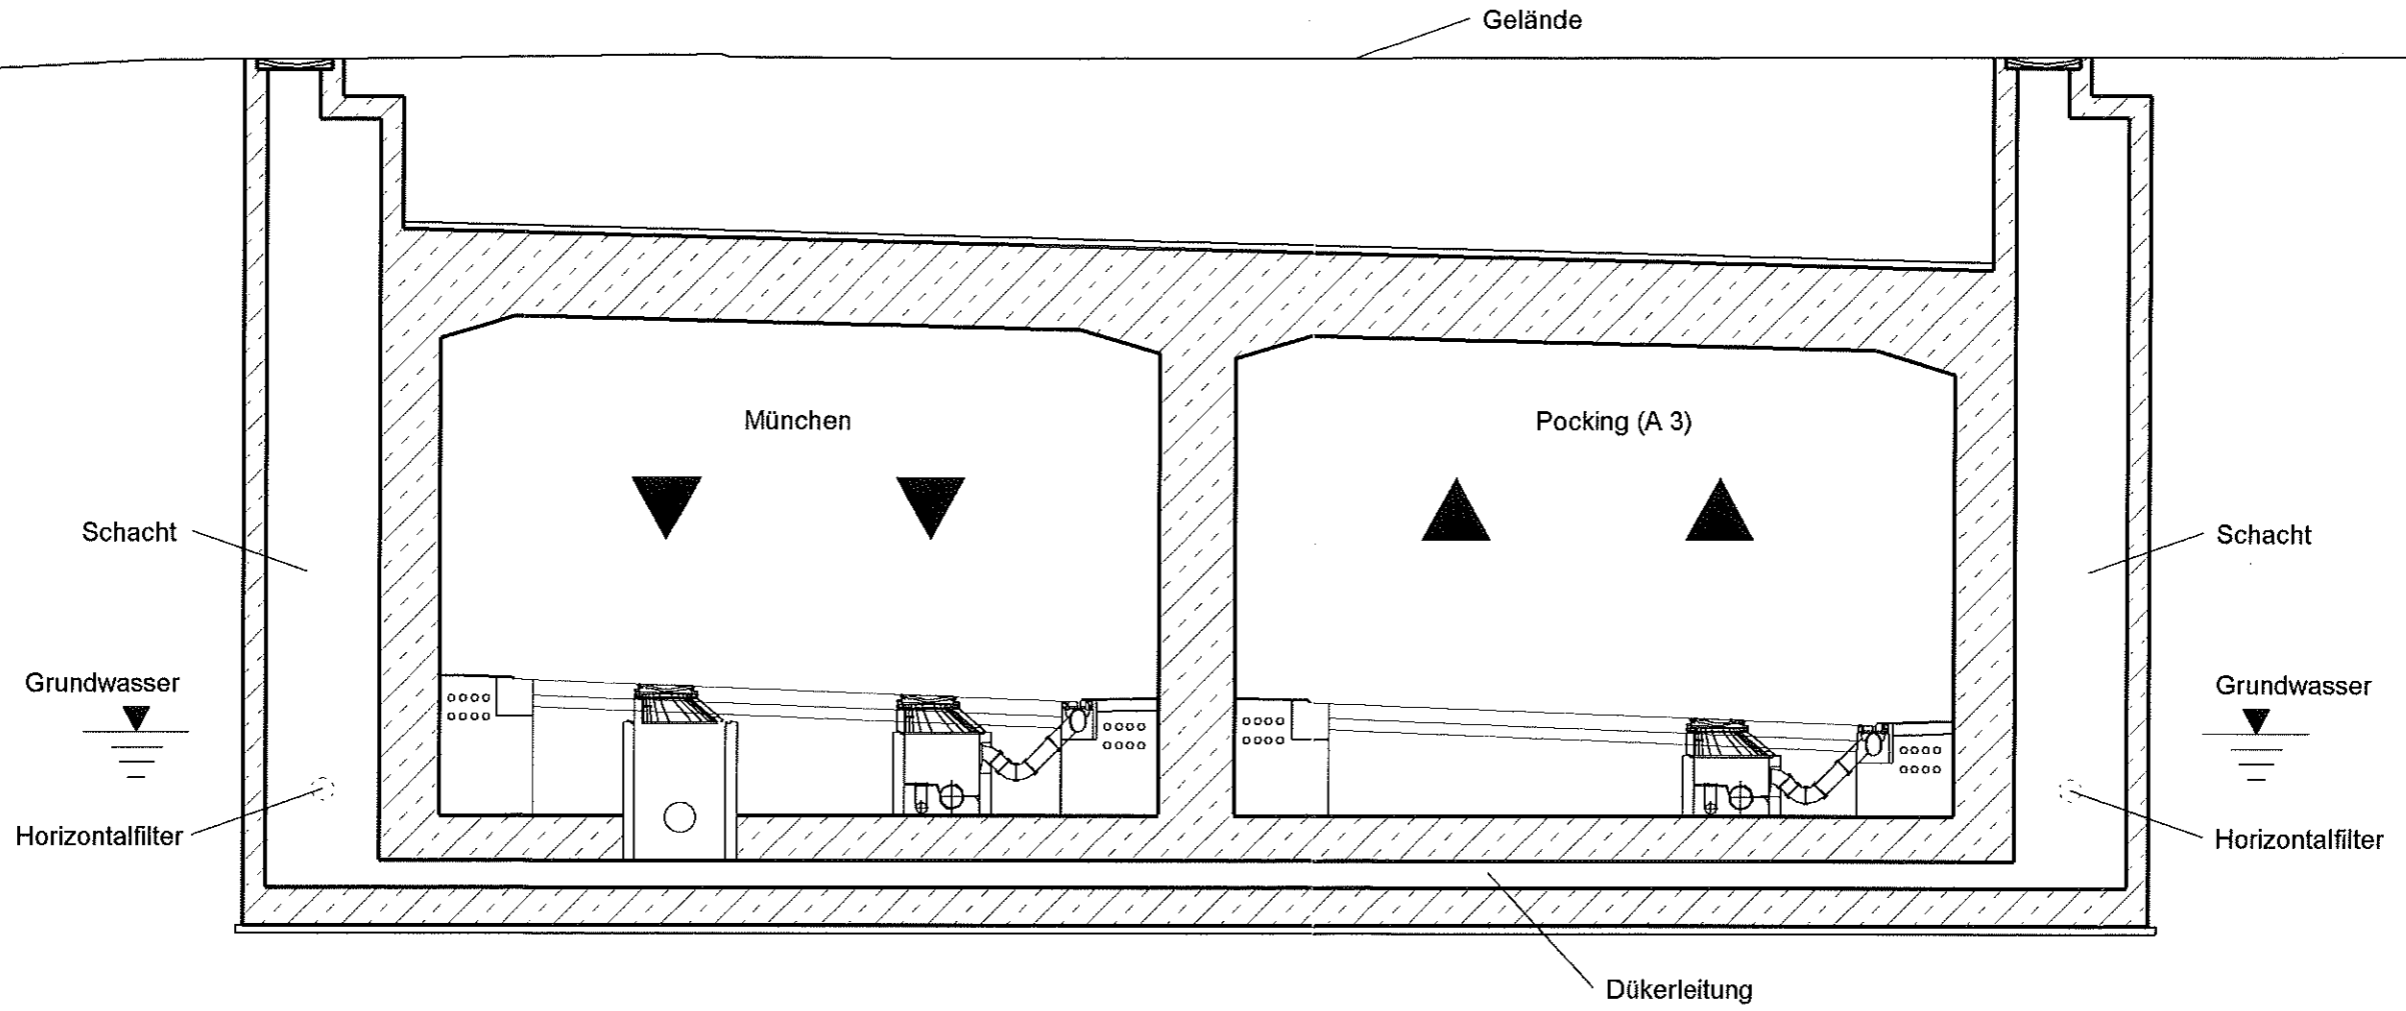 Gelände
München
Pocking (A 3)
Schacht
Schacht
Grundwasser
Grundwasser
Horizontalfilter
Horizontalfilter
Dükerleitung